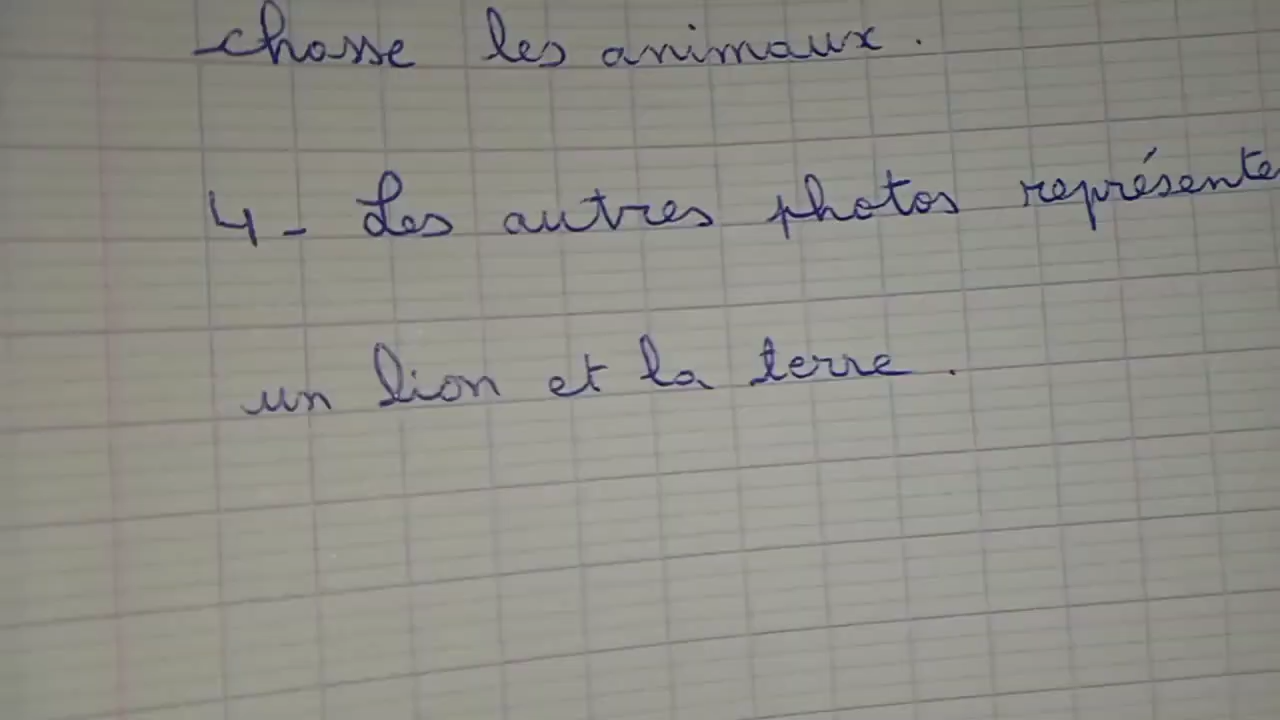 chasse les animaux.
4- Les autres photos représente
un lion et la terre.